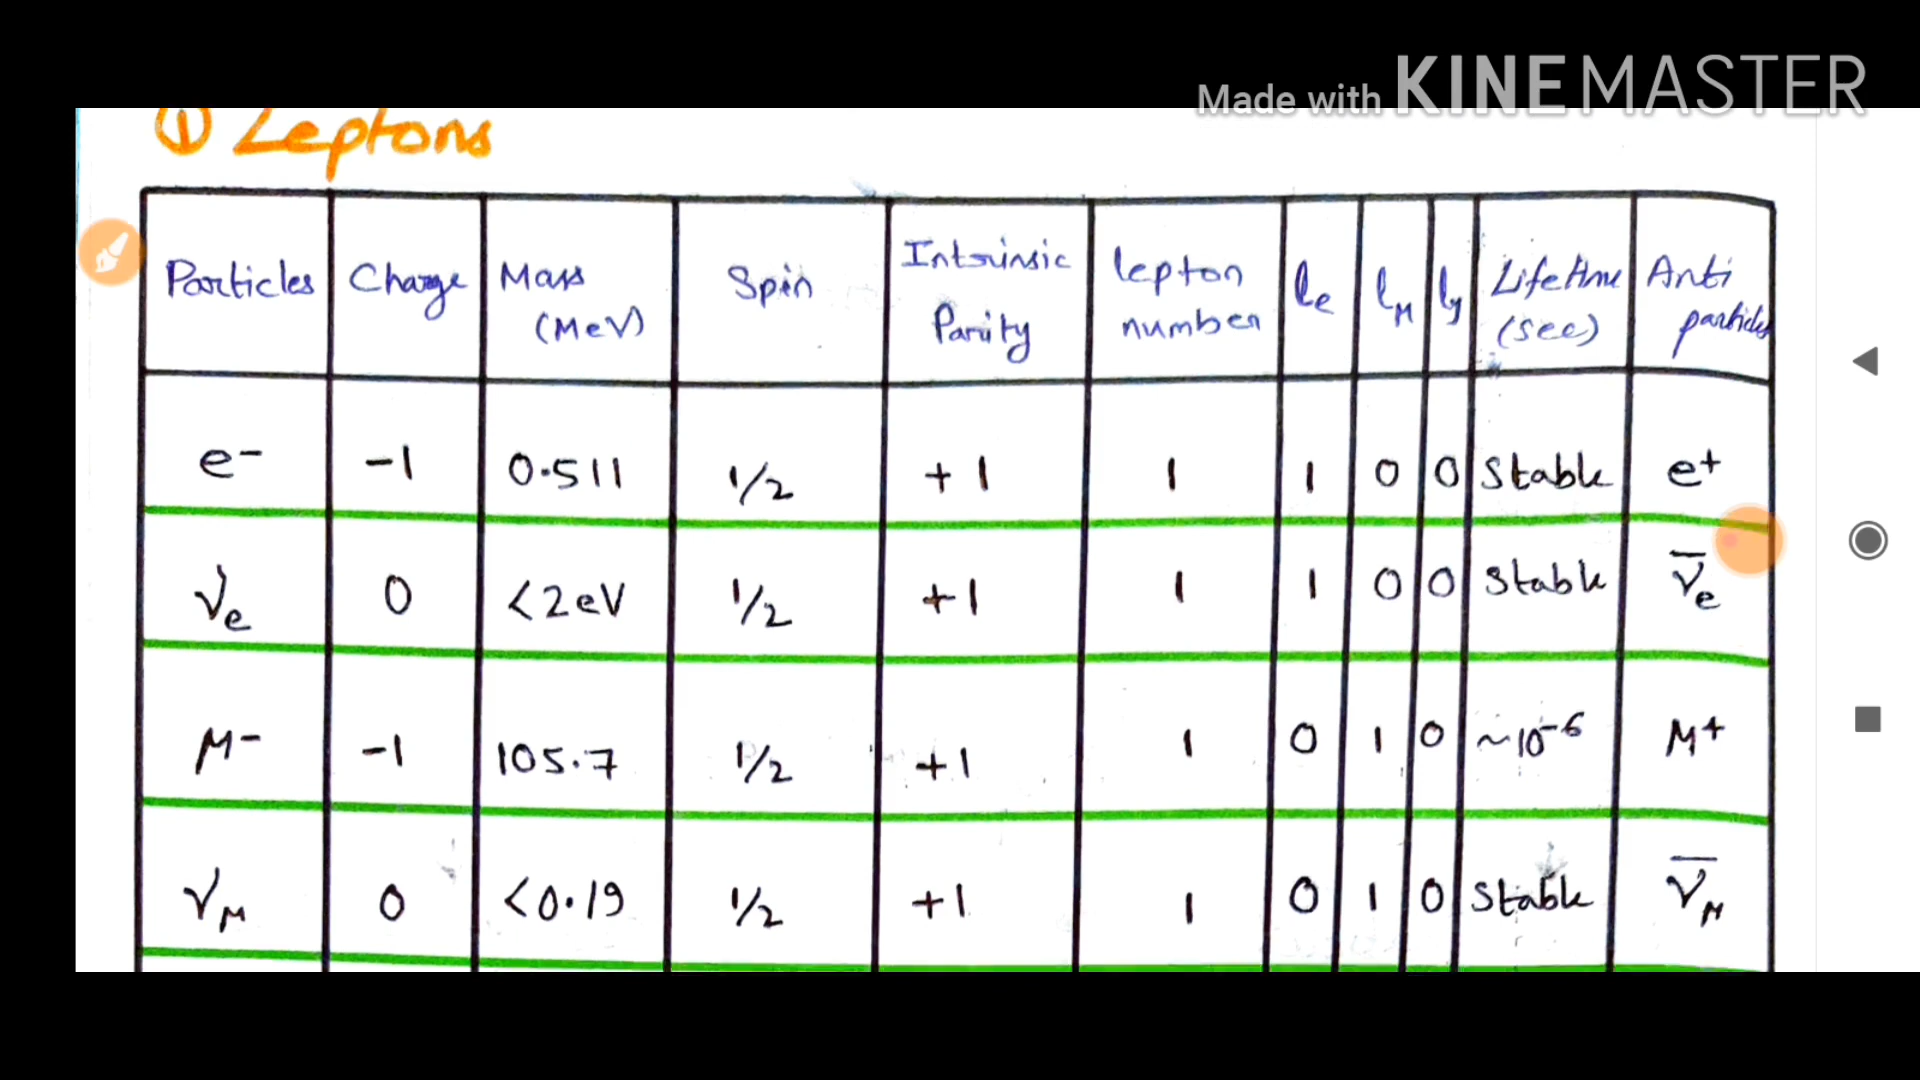 Made with KINEMASTER
① Leptons
Particles Charge Mass (MeV) Spin Intrinsic Parity lepton number le lμ lτ Lifetime (sec) Anti particles
e⁻ -1 0.511 1/2 +1 1 1 0 0 Stable e⁺
νe 0 <2eV 1/2 +1 1 1 0 0 Stable ν̅e
μ⁻ -1 105.7 1/2 +1 1 0 1 0 ~10⁻⁶ μ⁺
νμ 0 <0.19 1/2 +1 1 0 1 0 Stable ν̅μ